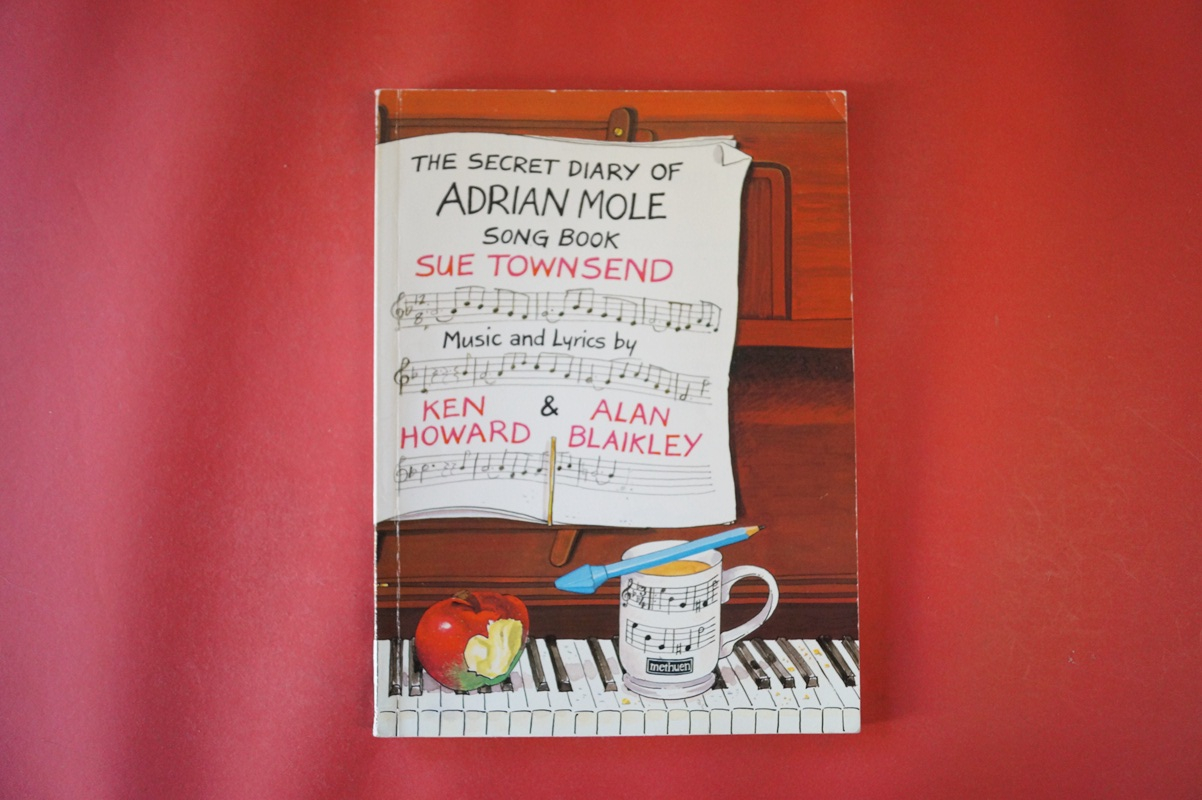 THE SECRET DIARY OF
ADRIAN MOLE
SONG BOOK
SUE TOWNSEND
Music and Lyrics by
KEN & ALAN
HOWARD BLAIKLEY
methuen